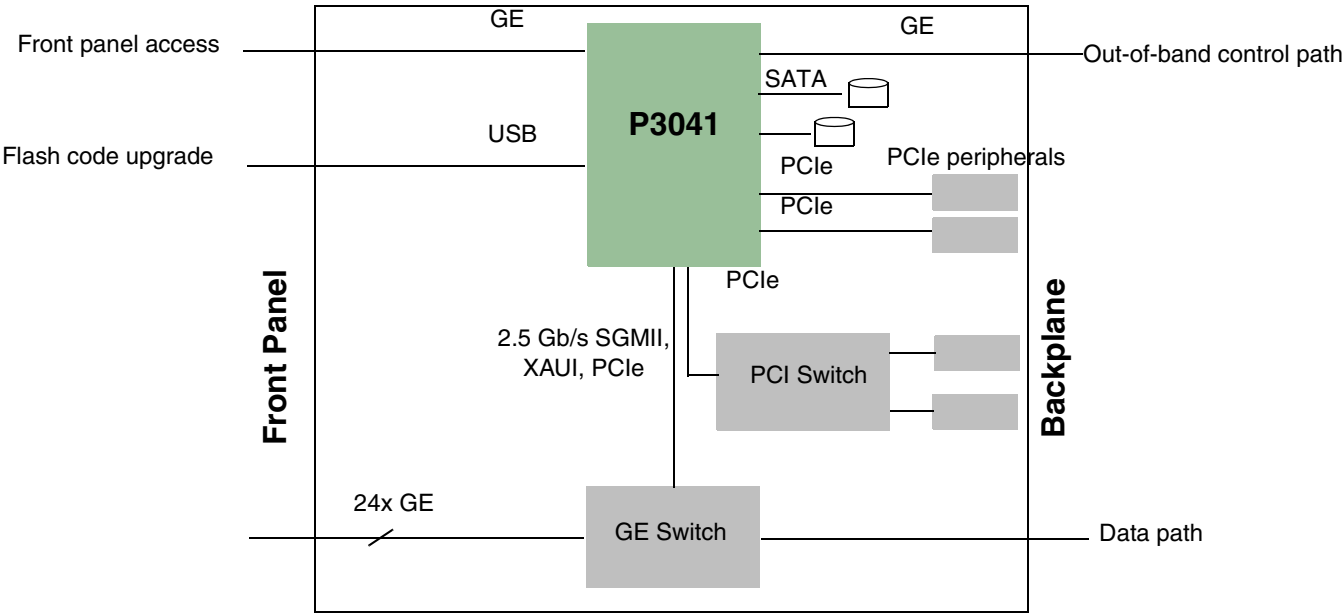 GE
GE
Front panel access
Out-of-band control path
SATA
P3041
USB
Flash code upgrade
PCIe
PCIe peripherals
PCIe
PCIe
Front Panel
Backplane
2.5 Gb/s SGMII,
XAUI, PCIe
PCI Switch
24x GE
GE Switch
Data path